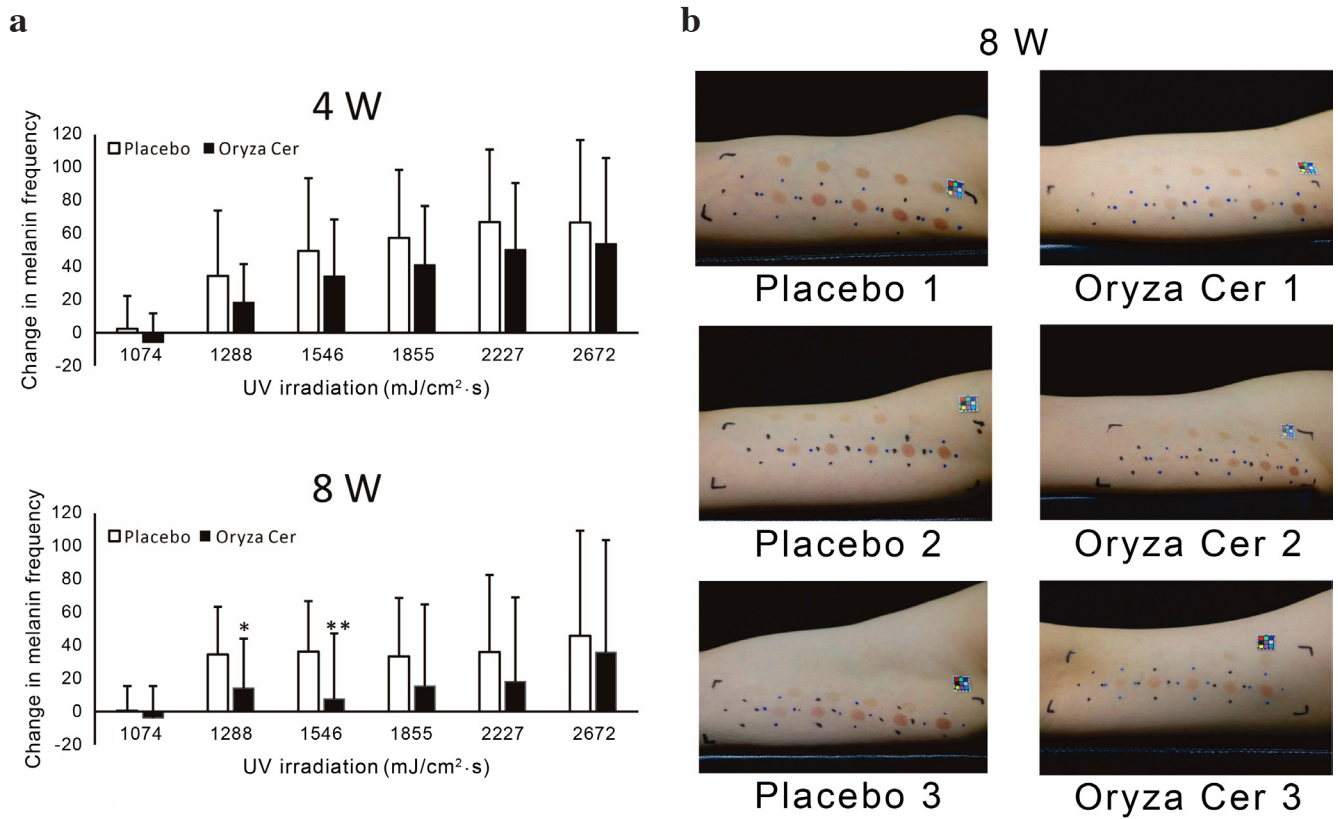 a
4 W
Change in melanin frequency
120
100
80
60
40
20
0
-20
Placebo Oryza Cer
1074 1288 1546 1855 2227 2672
UV irradiation (mJ/cm²·s)
8 W
Change in melanin frequency
120
100
80
60
40
20
0
-20
Placebo Oryza Cer
* **
1074 1288 1546 1855 2227 2672
UV irradiation (mJ/cm²·s)
b
8 W
Placebo 1 Oryza Cer 1
Placebo 2 Oryza Cer 2
Placebo 3 Oryza Cer 3